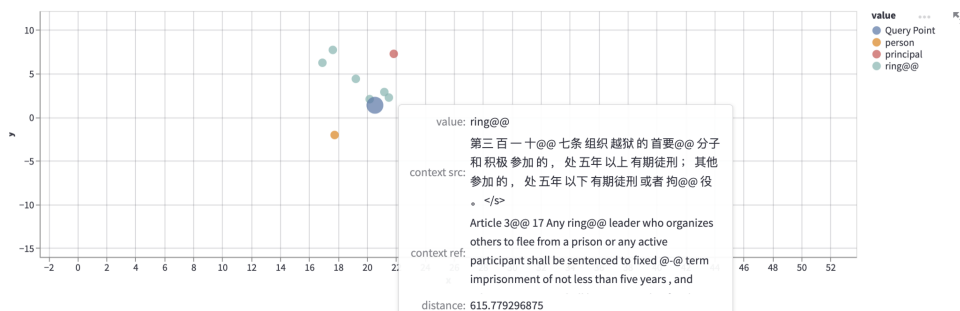 value
Query Point
person
principal
ring@@
10
5
0
−5
−10
−15
y
−2 0 2 4 6 8 10 12 14 16 18 20 22 44 46 48 50 52
value: ring@@
context src: 第三 百 一 十@@ 七条 组织 越狱 的 首要@@ 分子
和 积极 参加 的 ， 处 五年 以上 有期徒刑 ； 其他
参加 的 ， 处 五年 以下 有期徒刑 或者 拘@@ 役
。 </s>
context ref: Article 3@@ 17 Any ring@@ leader who organizes
others to flee from a prison or any active
participant shall be sentenced to fixed @-@ term
imprisonment of not less than five years , and
distance: 615.779296875